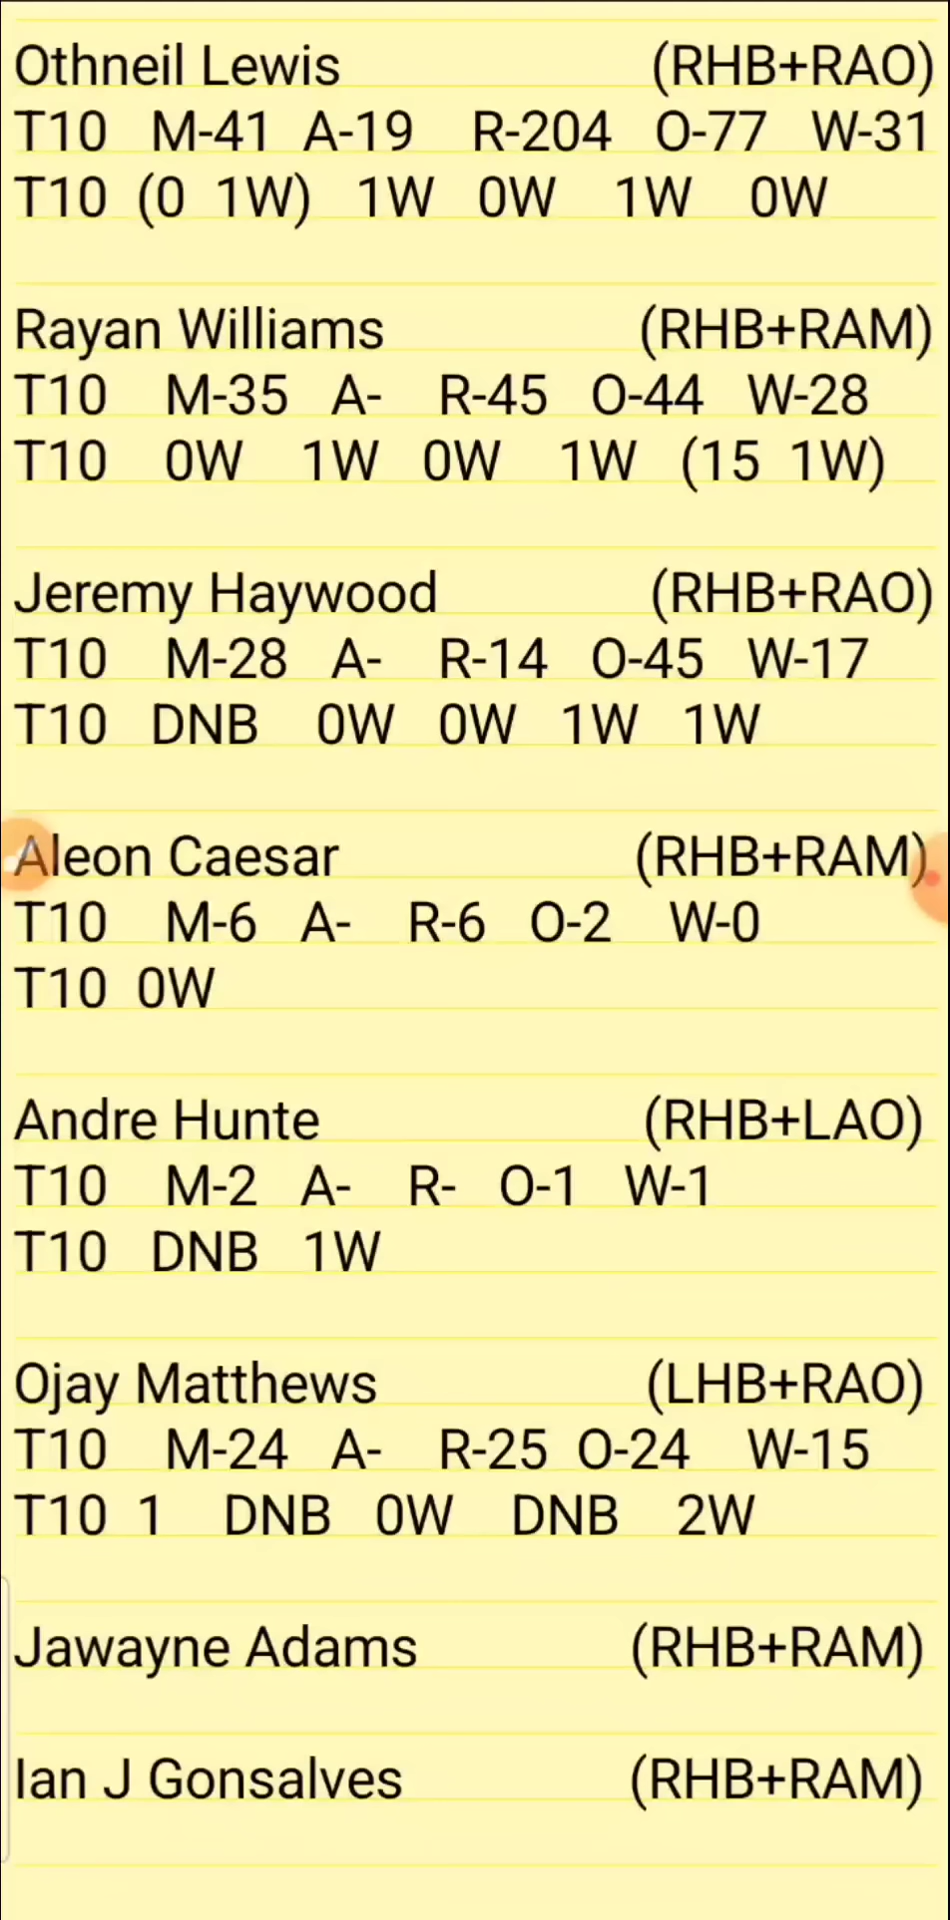 Othneil Lewis (RHB+RAO)
T10 M-41 A-19 R-204 O-77 W-31
T10 (0 1W) 1W 0W 1W 0W
Rayan Williams (RHB+RAM)
T10 M-35 A- R-45 O-44 W-28
T10 0W 1W 0W 1W (15 1W)
Jeremy Haywood (RHB+RAO)
T10 M-28 A- R-14 O-45 W-17
T10 DNB 0W 0W 1W 1W
Aleon Caesar (RHB+RAM)
T10 M-6 A- R-6 O-2 W-0
T10 0W
Andre Hunte (RHB+LAO)
T10 M-2 A- R- O-1 W-1
T10 DNB 1W
Ojay Matthews (LHB+RAO)
T10 M-24 A- R-25 O-24 W-15
T10 1 DNB 0W DNB 2W
Jawayne Adams (RHB+RAM)
Ian J Gonsalves (RHB+RAM)